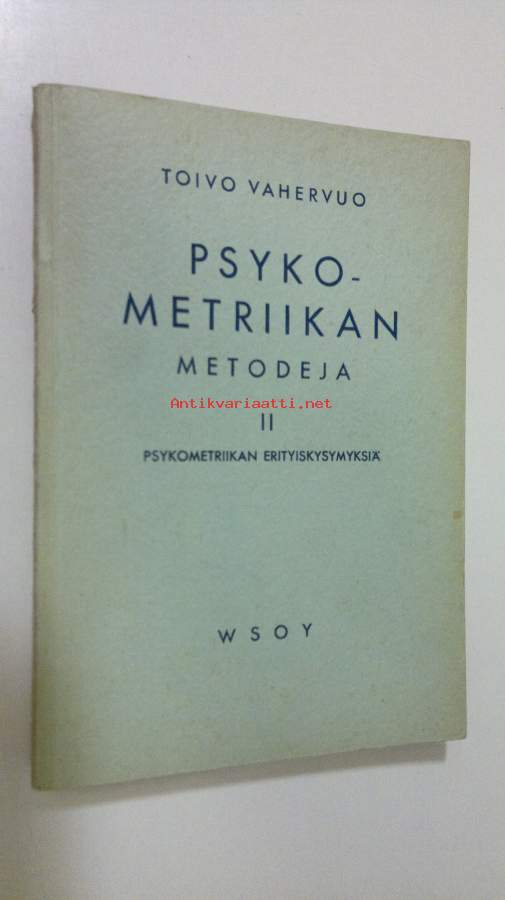 TOIVO VAHERVUO
PSYKO-
METRIIKAN
METODEJA
Antikvariaatti.net
II
PSYKOMETRIIKAN ERITYISKYSYMYKSIÄ
WSOY